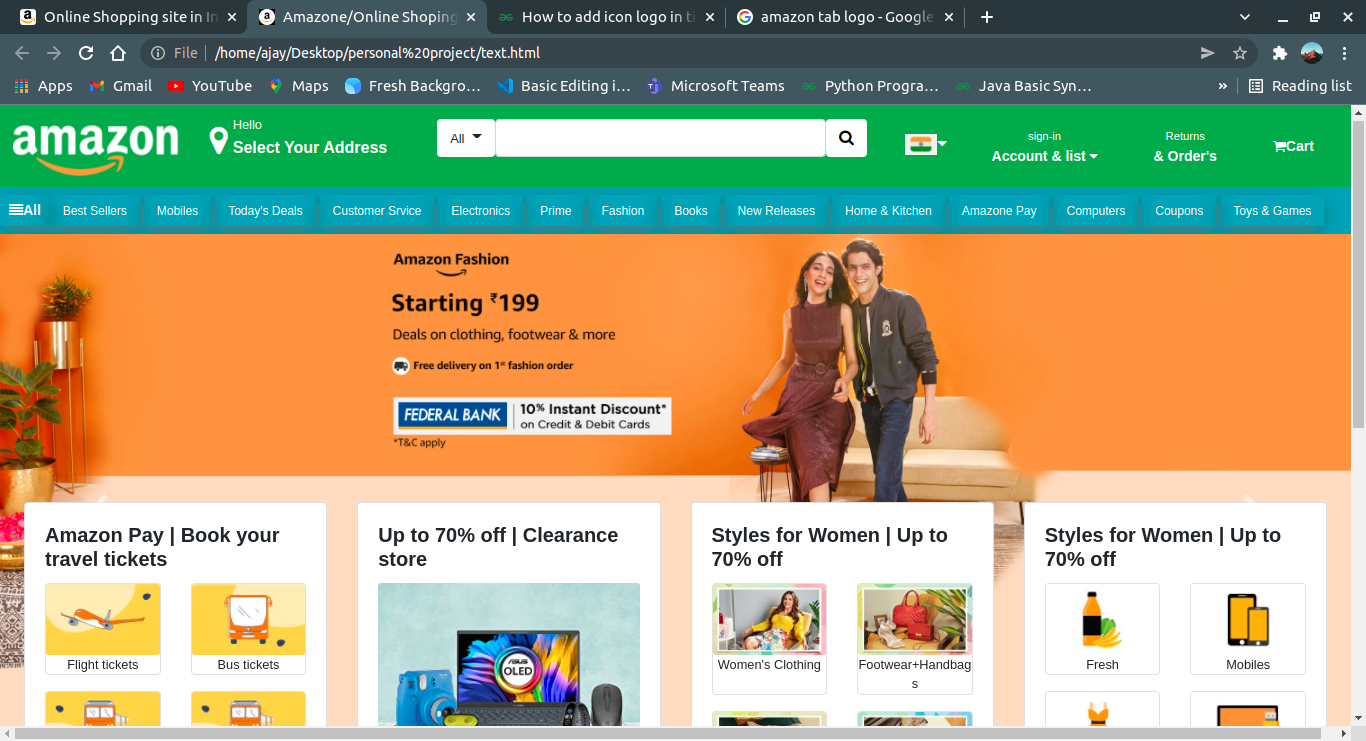 Online Shopping site in In
Amazone/Online Shoping
How to add icon logo in ti
amazon tab logo - Google
File
/home/ajay/Desktop/personal%20project/text.html
Apps
Gmail
YouTube
Maps
Fresh Backgro…
Basic Editing i…
Microsoft Teams
Python Progra…
Java Basic Syn…
»
Reading list
amazon
Hello
Select Your Address
All
sign-in
Account & list
Returns
& Order's
Cart
All
Best Sellers
Mobiles
Today's Deals
Customer Srvice
Electronics
Prime
Fashion
Books
New Releases
Home & Kitchen
Amazone Pay
Computers
Coupons
Toys & Games
Amazon Fashion
Starting ₹199
Deals on clothing, footwear & more
Free delivery on 1st fashion order
FEDERAL BANK
10% Instant Discount*
on Credit & Debit Cards
*T&C apply
Amazon Pay | Book your
travel tickets
Flight tickets
Bus tickets
Up to 70% off | Clearance
store
ASUS
OLED
Styles for Women | Up to
70% off
Women's Clothing
Footwear+Handbag
s
Styles for Women | Up to
70% off
Fresh
Mobiles